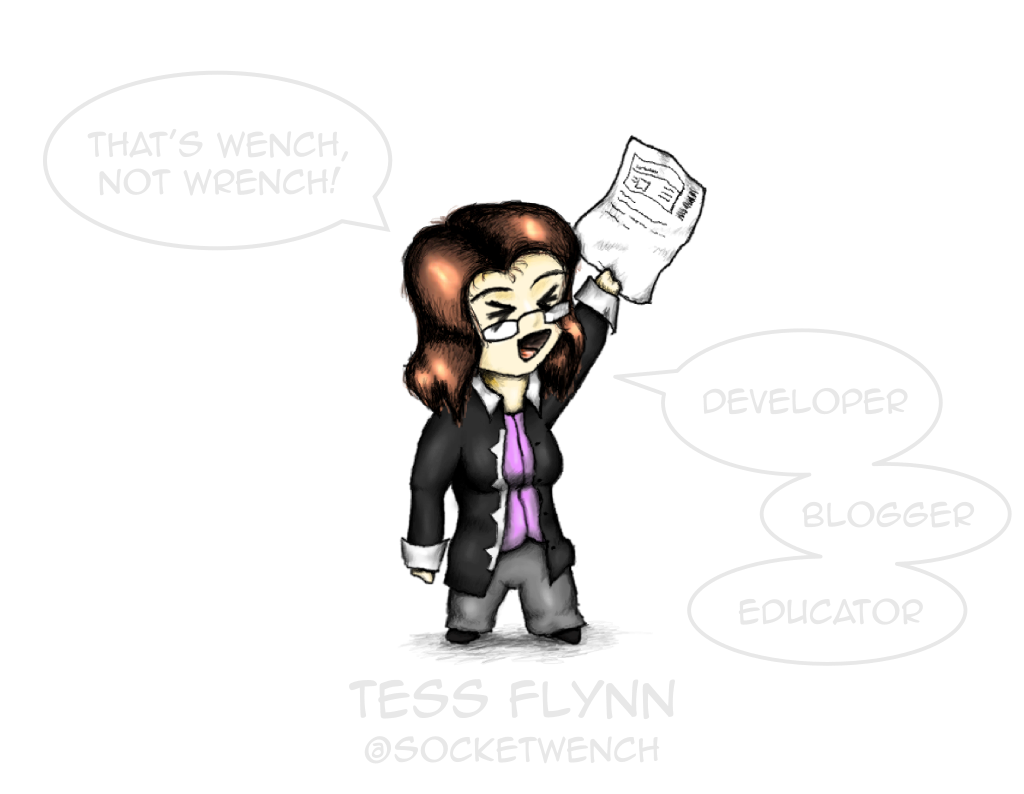 THAT'S WENCH,
NOT WRENCH!
DEVELOPER
BLOGGER
EDUCATOR
TESS FLYNN
@SOCKETWENCH